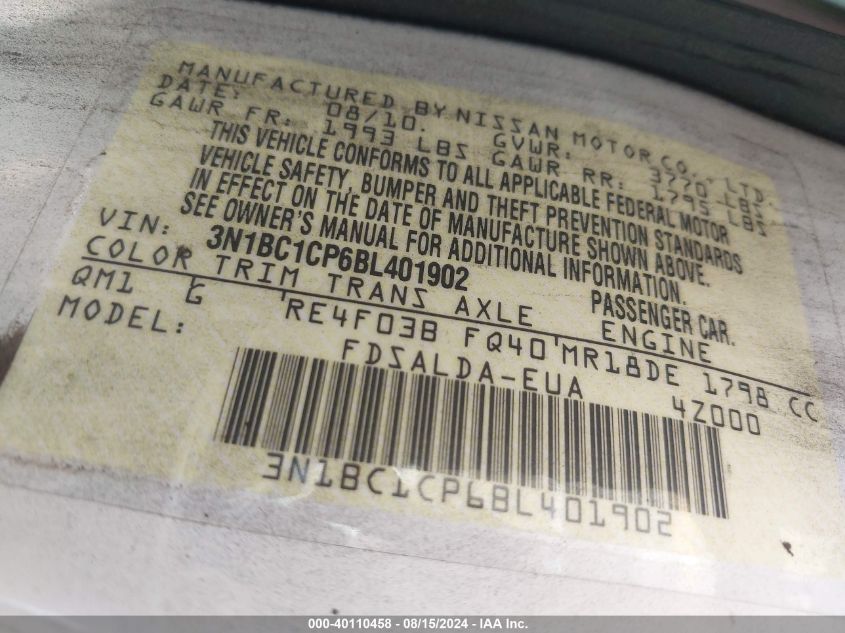 MANUFACTURED BY NISSAN MOTOR CO., LTD.
DATE: 08/10. GVWR: 3770 LBS
GAWR FR: 1993 LBS GAWR RR: 1795 LBS
THIS VEHICLE CONFORMS TO ALL APPLICABLE FEDERAL MOTOR
VEHICLE SAFETY, BUMPER AND THEFT PREVENTION STANDARDS
IN EFFECT ON THE DATE OF MANUFACTURE SHOWN ABOVE.
SEE OWNER'S MANUAL FOR ADDITIONAL INFORMATION.
VIN: 3N1BC1CP6BL401902 PASSENGER CAR.
COLOR TRIM TRANS AXLE ENGINE
QM1 G RE4F03B FQ40 MR18DE 1798 CC
MODEL: FDSALDA-EUA 4Z000
3N1BC1CP6BL401902
000-40110458 - 08/15/2024 - IAA Inc.